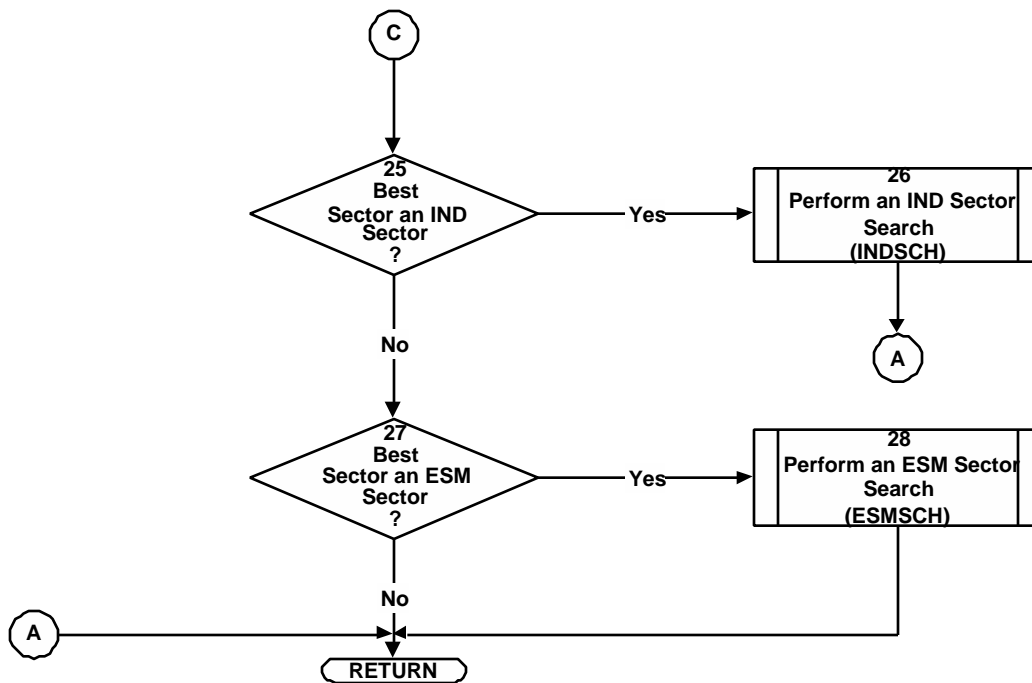 C
25
Best
Sector an IND
Sector
?
Yes
26
Perform an IND Sector
Search
(INDSCH)
No
A
27
Best
Sector an ESM
Sector
?
Yes
28
Perform an ESM Sector
Search
(ESMSCH)
No
A
RETURN